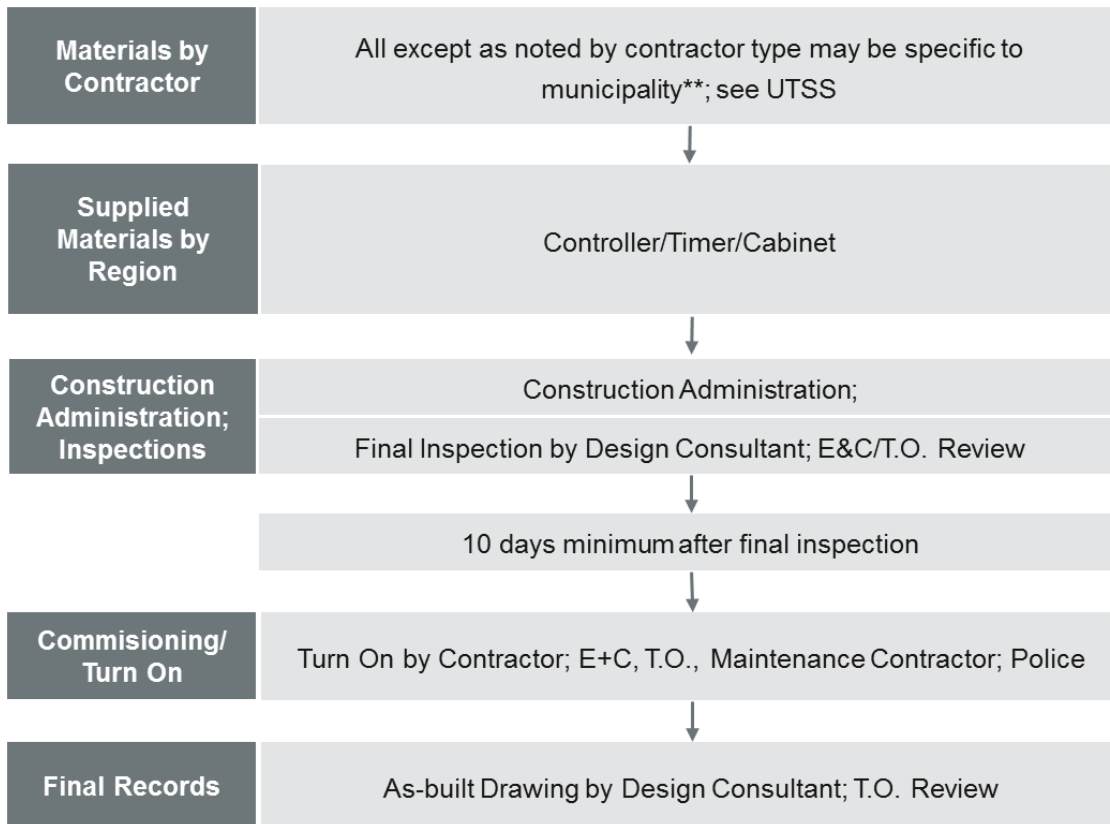 Materials by
Contractor
All except as noted by contractor type may be specific to
municipality**; see UTSS
Supplied
Materials by
Region
Controller/Timer/Cabinet
Construction
Administration;
Inspections
Construction Administration;
Final Inspection by Design Consultant; E&C/T.O. Review
10 days minimum after final inspection
Commisioning/
Turn On
Turn On by Contractor; E+C, T.O., Maintenance Contractor; Police
Final Records
As-built Drawing by Design Consultant; T.O. Review